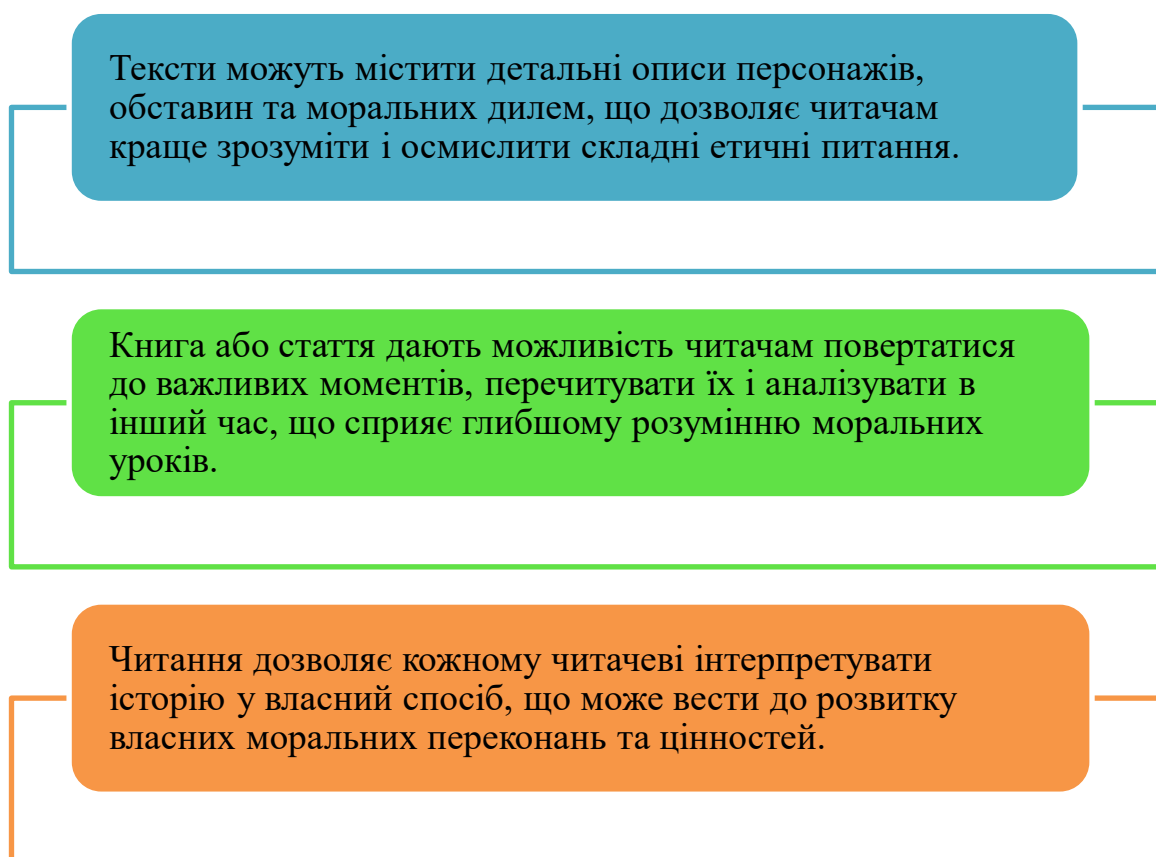 Тексти можуть містити детальні описи персонажів,
обставин та моральних дилем, що дозволяє читачам
краще зрозуміти і осмислити складні етичні питання.
Книга або стаття дають можливість читачам повертатися
до важливих моментів, перечитувати їх і аналізувати в
інший час, що сприяє глибшому розумінню моральних
уроків.
Читання дозволяє кожному читачеві інтерпретувати
історію у власний спосіб, що може вести до розвитку
власних моральних переконань та цінностей.